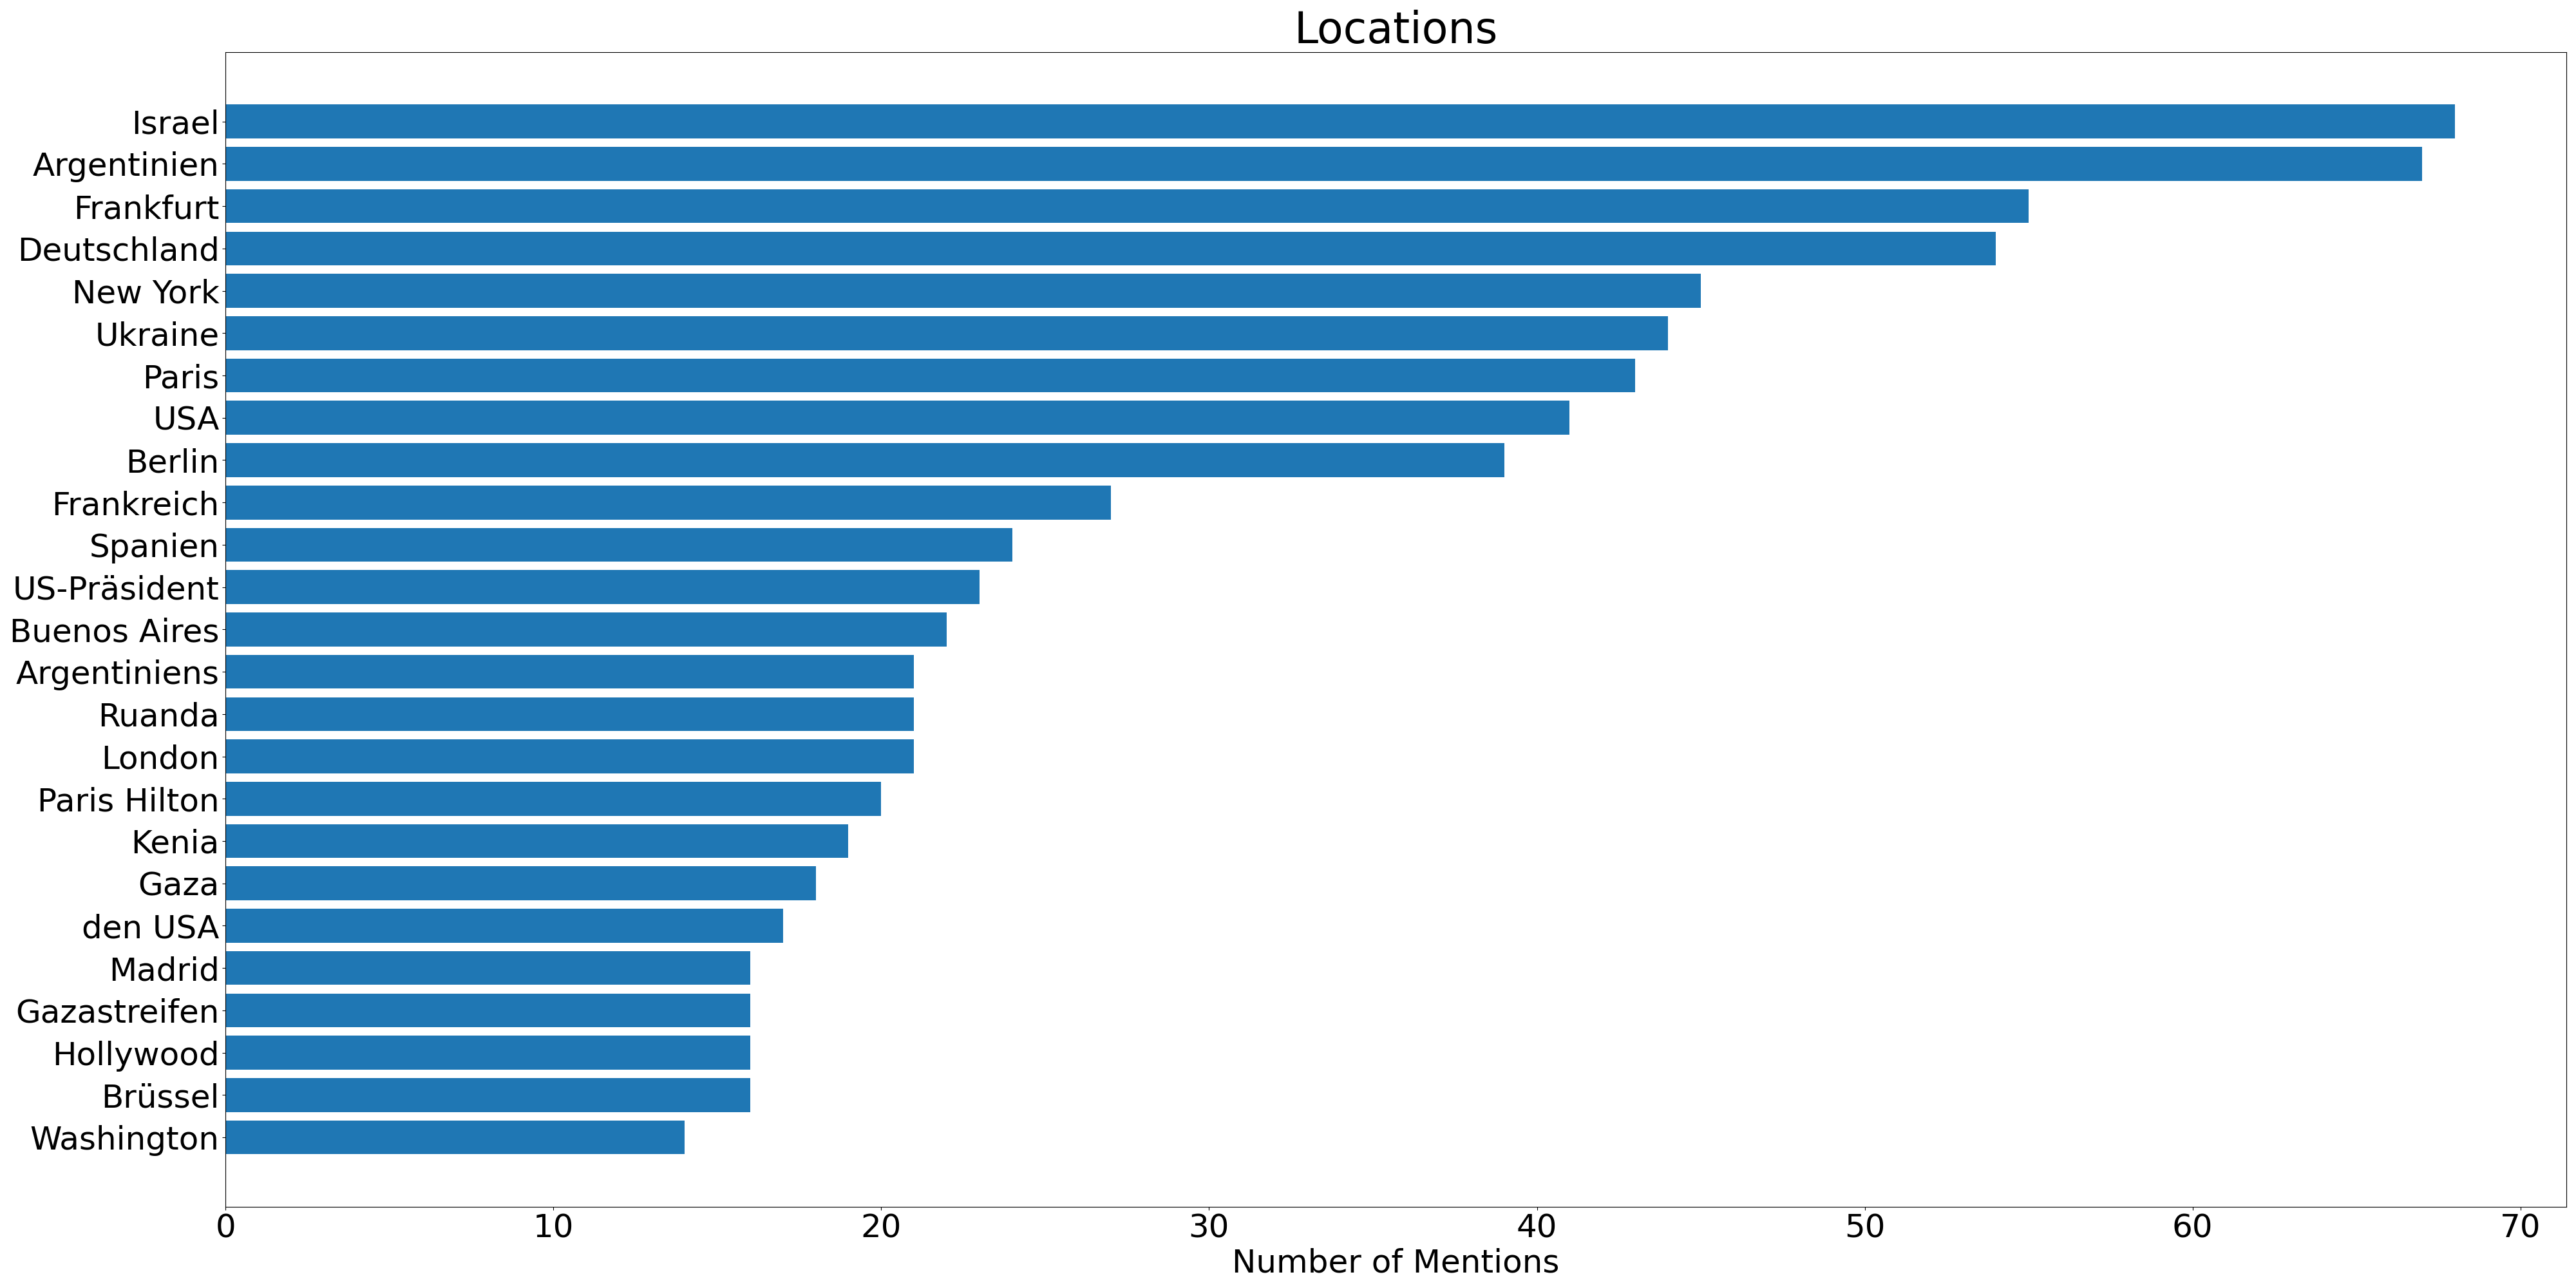 Locations
Israel
Argentinien
Frankfurt
Deutschland
New York
Ukraine
Paris
USA
Berlin
Frankreich
Spanien
US-Präsident
Buenos Aires
Argentiniens
Ruanda
London
Paris Hilton
Kenia
Gaza
den USA
Madrid
Gazastreifen
Hollywood
Brüssel
Washington
0 10 20 30 40 50 60 70
Number of Mentions